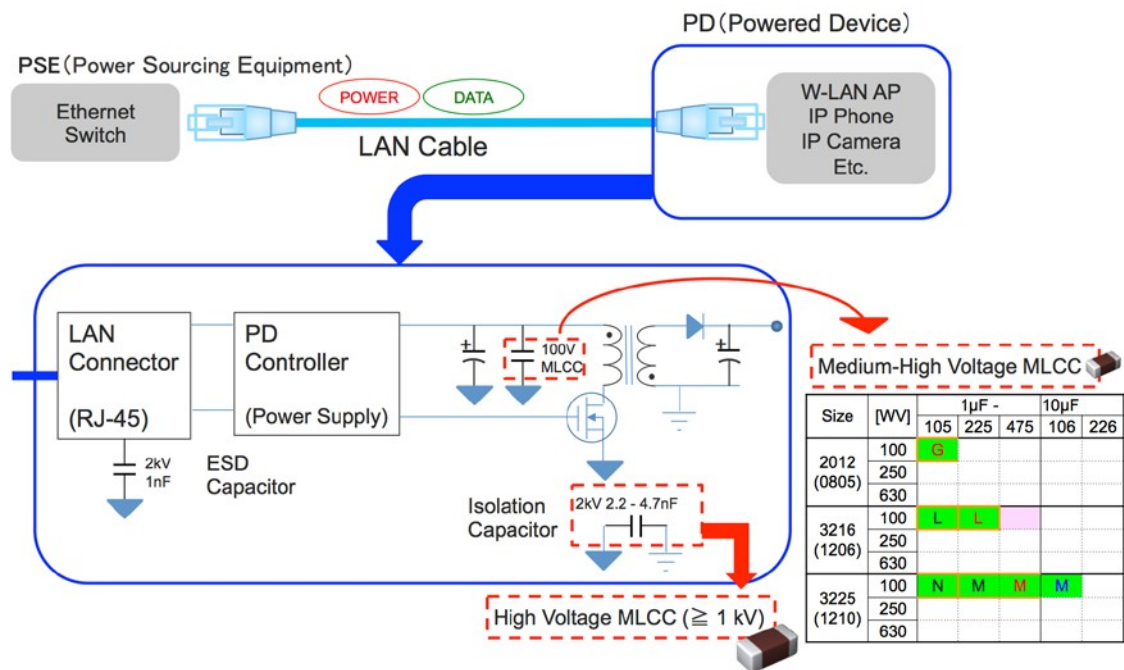 PD(Powered Device)
PSE(Power Sourcing Equipment)
Ethernet
Switch
POWER
DATA
LAN Cable
W-LAN AP
IP Phone
IP Camera
Etc.
LAN
Connector
(RJ-45)
PD
Controller
(Power Supply)
+
100V
MLCC
+
2kV
1nF
ESD
Capacitor
Isolation
Capacitor
2kV 2.2 - 4.7nF
High Voltage MLCC (≧ 1 kV)
Medium-High Voltage MLCC
Size [WV] 1µF - 10µF
105 225 475 106 226
2012
(0805)
100 G
250
630
3216
(1206)
100 L L
250
630
3225
(1210)
100 N M M M
250
630